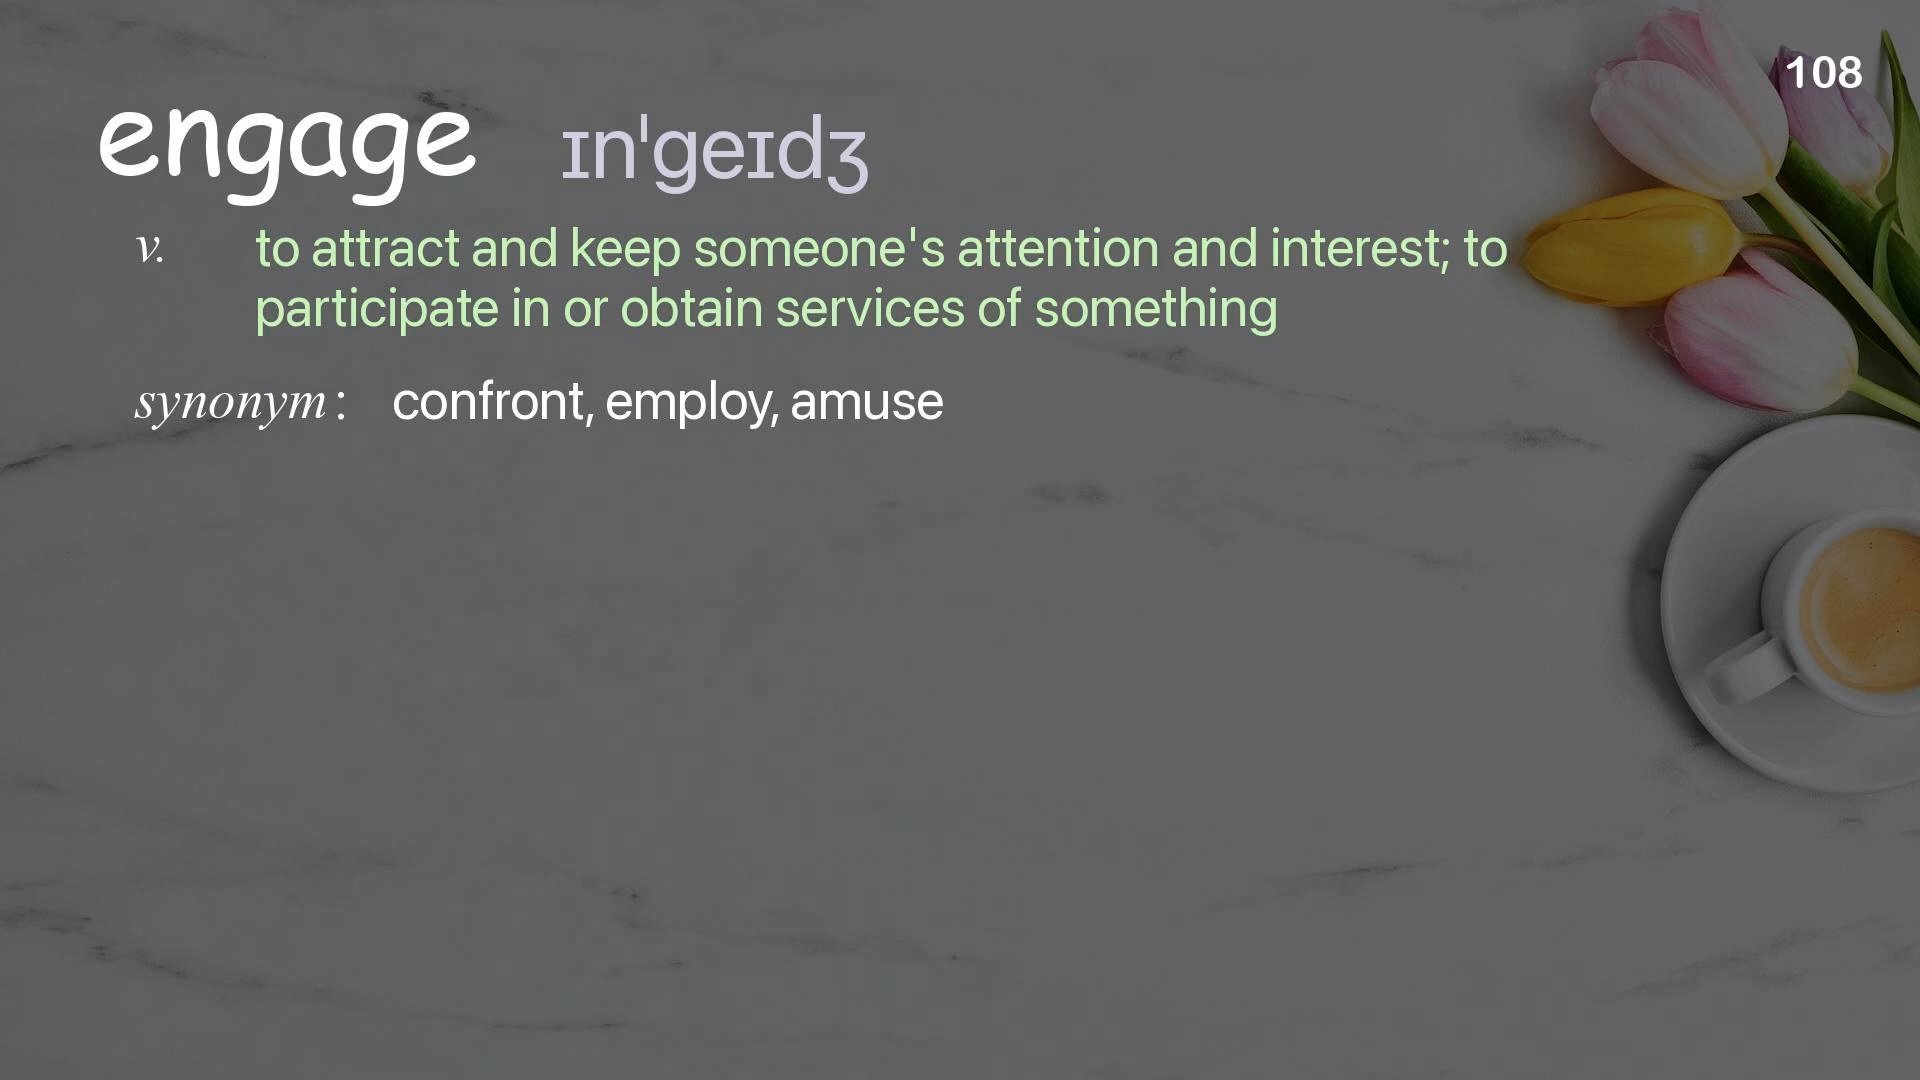 108
engage ɪnˈgeɪdʒ
v. to attract and keep someone's attention and interest; to
participate in or obtain services of something
synonym : confront, employ, amuse